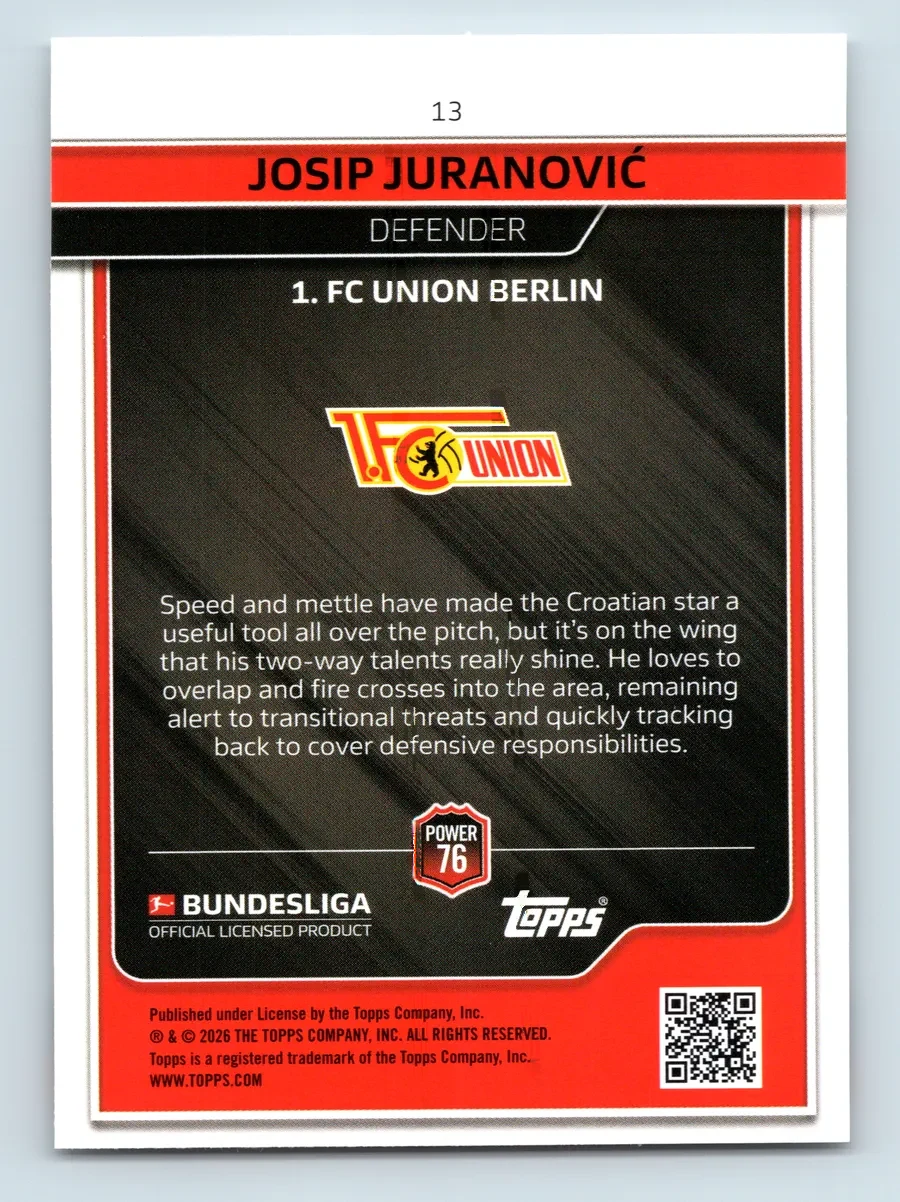 13
JOSIP JURANOVIĆ
DEFENDER
1. FC UNION BERLIN
1.FC UNION
Speed and mettle have made the Croatian star a
useful tool all over the pitch, but it's on the wing
that his two-way talents really shine. He loves to
overlap and fire crosses into the area, remaining
alert to transitional threats and quickly tracking
back to cover defensive responsibilities.
POWER
76
BUNDESLIGA
OFFICIAL LICENSED PRODUCT
topps®
Published under License by the Topps Company, Inc.
® & © 2026 THE TOPPS COMPANY, INC. ALL RIGHTS RESERVED.
Topps is a registered trademark of the Topps Company, Inc.
WWW.TOPPS.COM